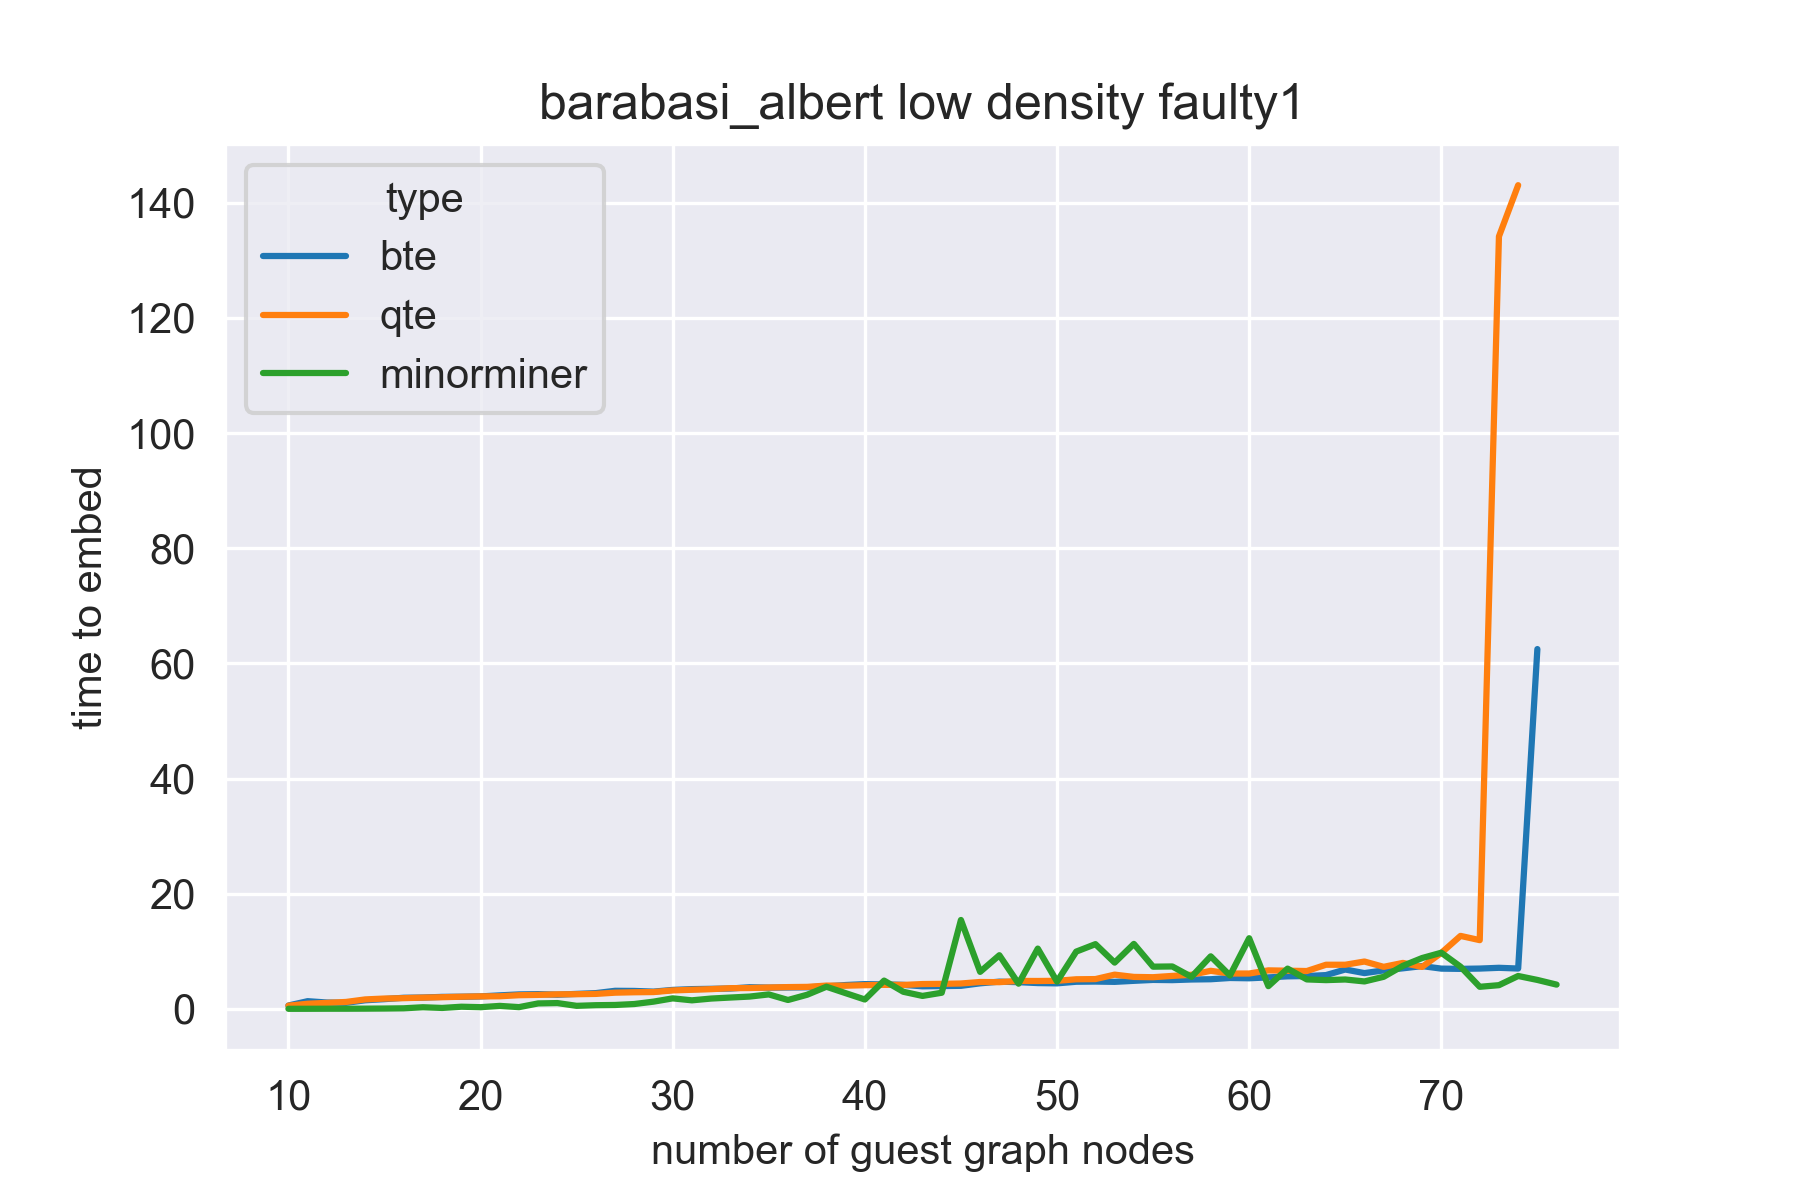 barabasi_albert low density faulty1
type
bte
qte
minorminer
time to embed
140
120
100
80
60
40
20
0
10 20 30 40 50 60 70
number of guest graph nodes